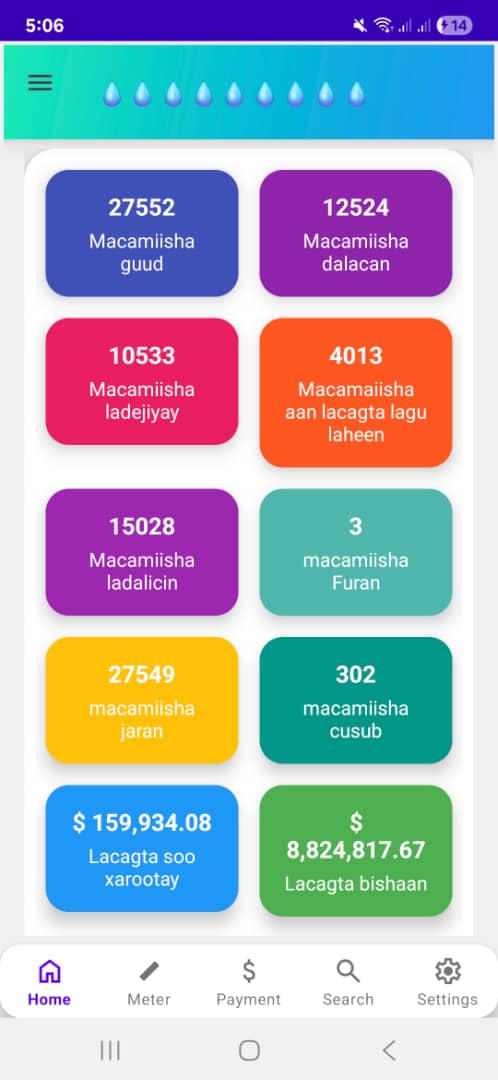 5:06
14
27552
Macamiisha
guud
12524
Macamiisha
dalacan
10533
Macamiisha
ladejiyay
4013
Macamaiisha
aan lacagta lagu
laheen
15028
Macamiisha
ladalicin
3
macamiisha
Furan
27549
macamiisha
jaran
302
macamiisha
cusub
$ 159,934.08
Lacagta soo
xarootay
$
8,824,817.67
Lacagta bishaan
Home
Meter
Payment
Search
Settings